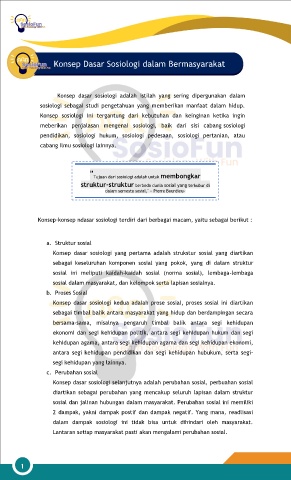 SosioFun
Konsep Dasar Sosiologi dalam Bermasyarakat
Konsep dasar sosiologi adalah istilah yang sering dipergunakan dalam
sosiologi sebagai studi pengetahuan yang memberikan manfaat dalam hidup.
Konsep sosiologi ini tergantung dari kebutuhan dan keinginan ketika ingin
meberikan penjelasan mengenai sosiologi, baik dari sisi cabang sosiologi
pendidikan, sosiologi hukum, sosiologi pedesaan, sosiologi pertanian, atau
cabang ilmu sosiologi lainnya.
SosioFun
"
Tujuan dari sosiologi adalah untuk membongkar
struktur-struktur berbeda dunia sosial yang terkubur di
dalam semesta sosial." - Pierre Bourdieu
Konsep-konsep ndasar sosiologi terdiri dari berbagai macam, yaitu sebagai berikut :
a. Struktur sosial
Konsep dasar sosiologi yang pertama adalah struktur sosial yang diartikan
sebagai keseluruhan komponen sosial yang pokok, yang di dalam struktur
sosial ini meliputi kaidah-kaidah sosial (norma sosial), lembaga-lembaga
sosial dalam masyarakat, dan kelompok serta lapisan sosialnya.
b. Proses Sosial
Konsep dasar sosiologi kedua adalah proses sosial, proses sosial ini diartikan
sebagai timbal balik antara masyarakat yang hidup dan berdampingan secara
bersama-sama, misalnya pengaruh timbal balik antara segi kehidupan
ekonomi dan segi kehidupan politik, antara segi kehidupan hukum dan segi
kehidupan agama, antara segi kehidupan agama dan segi kehidupan ekonomi,
antara segi kehidupan pendidikan dan segi kehidupan hubukum, serta segi-
segi kehidupan yang lainnya.
c. Perubahan sosial
Konsep dasar sosiologi selanjutnya adalah perubahan sosial, perbuahan sosial
diartikan sebagai perubahan yang mencakup seluruh lapisan dalam struktur
sosial dan jalinan hubungan dalam masyarakat. Perubahan sosial ini memiliki
2 dampak, yakni dampak postif dan dampak negatif. Yang mana, readisasi
dalam dampak sosiologi ini tidak bisa untuk dihindari oleh masyarakat.
Lantaran setiap masyarakat pasti akan mengalami perubahan sosial.
1